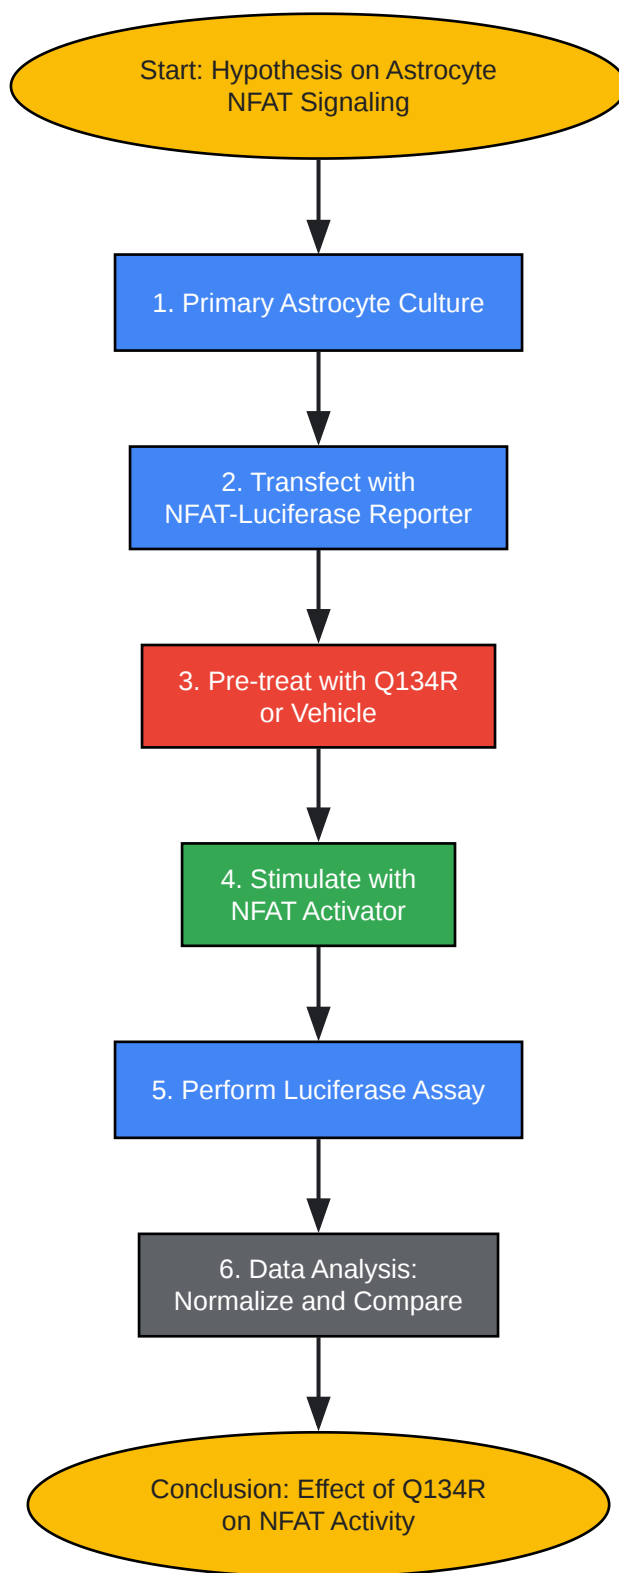 Start: Hypothesis on Astrocyte
NFAT Signaling
1. Primary Astrocyte Culture
2. Transfect with
NFAT-Luciferase Reporter
3. Pre-treat with Q134R
or Vehicle
4. Stimulate with
NFAT Activator
5. Perform Luciferase Assay
6. Data Analysis:
Normalize and Compare
Conclusion: Effect of Q134R
on NFAT Activity